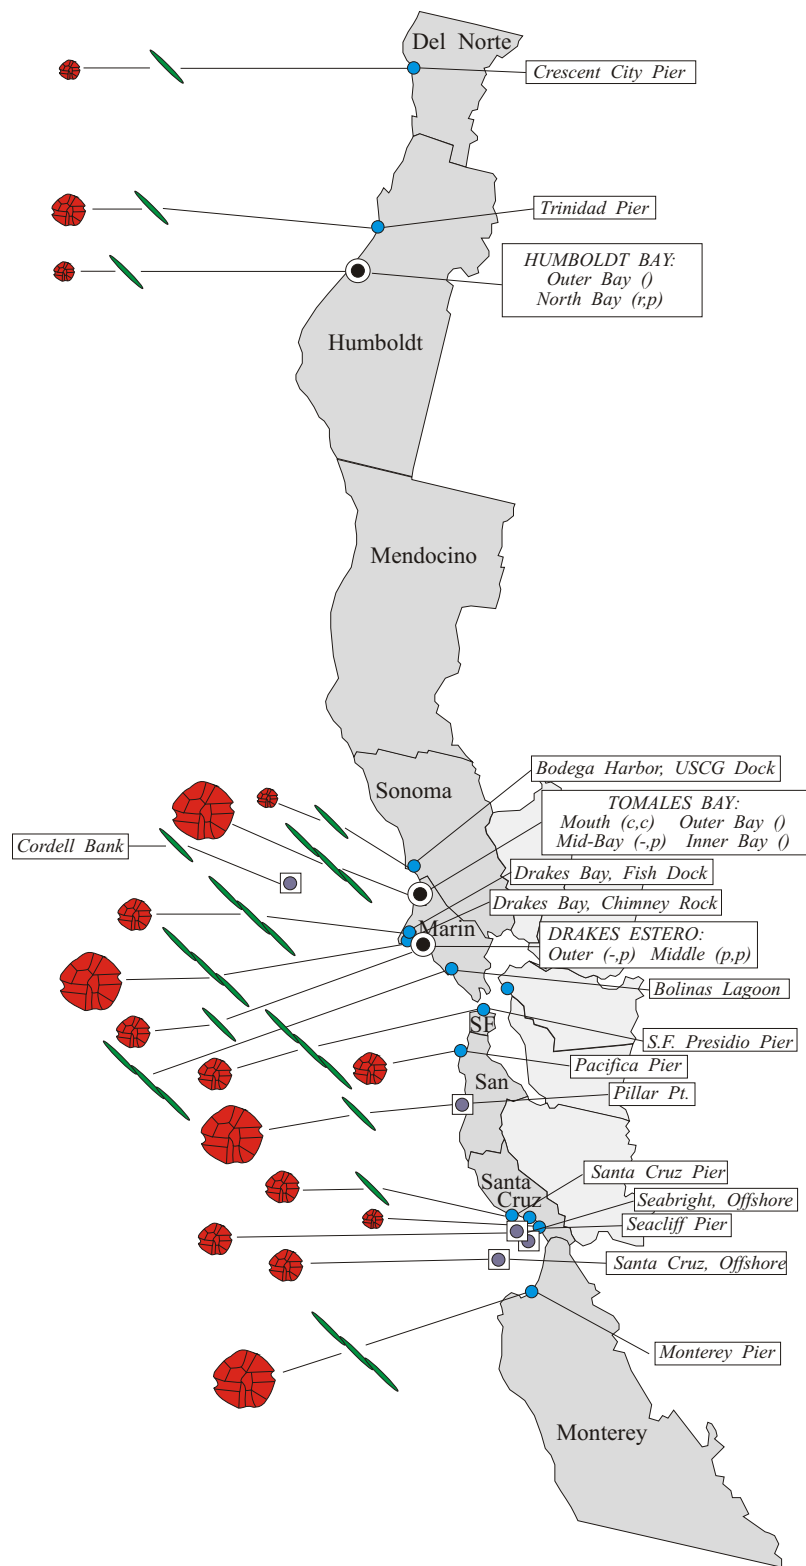 Del Norte
Crescent City Pier
Trinidad Pier
HUMBOLDT BAY:
Outer Bay ()
North Bay (r,p)
Humboldt
Mendocino
Bodega Harbor, USCG Dock
Sonoma
TOMALES BAY:
Mouth (c,c) Outer Bay ()
Mid-Bay (-,p) Inner Bay ()
Cordell Bank
Drakes Bay, Fish Dock
Drakes Bay, Chimney Rock
Marin
DRAKES ESTERO:
Outer (-,p) Middle (p,p)
Bolinas Lagoon
SF
S.F. Presidio Pier
Pacifica Pier
San
Pillar Pt.
Santa Cruz Pier
Santa
Cruz
Seabright, Offshore
Seacliff Pier
Santa Cruz, Offshore
Monterey Pier
Monterey